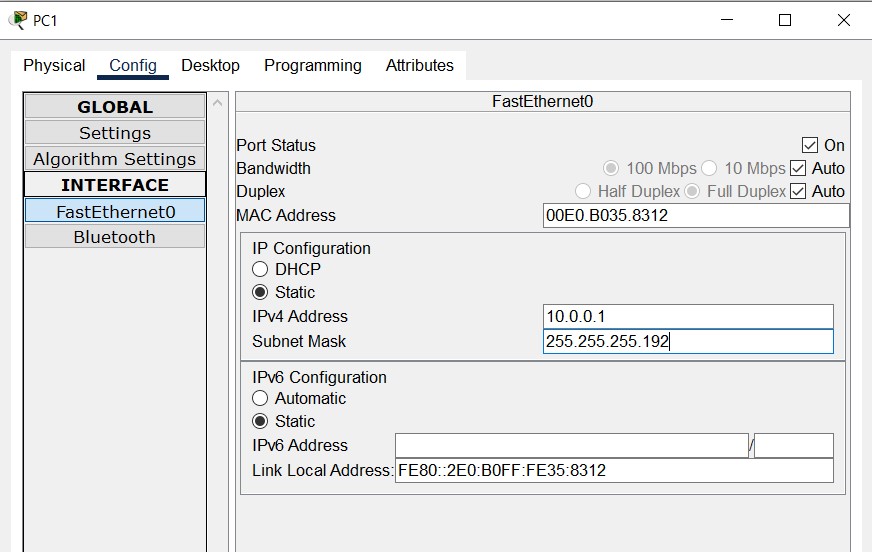 PC1
Physical Config Desktop Programming Attributes
GLOBAL
Settings
Algorithm Settings
INTERFACE
FastEthernet0
Bluetooth
FastEthernet0
Port Status On
Bandwidth 100 Mbps 10 Mbps Auto
Duplex Half Duplex Full Duplex Auto
MAC Address 00E0.B035.8312
IP Configuration
DHCP
Static
IPv4 Address 10.0.0.1
Subnet Mask 255.255.255.192
IPv6 Configuration
Automatic
Static
IPv6 Address /
Link Local Address: FE80::2E0:B0FF:FE35:8312